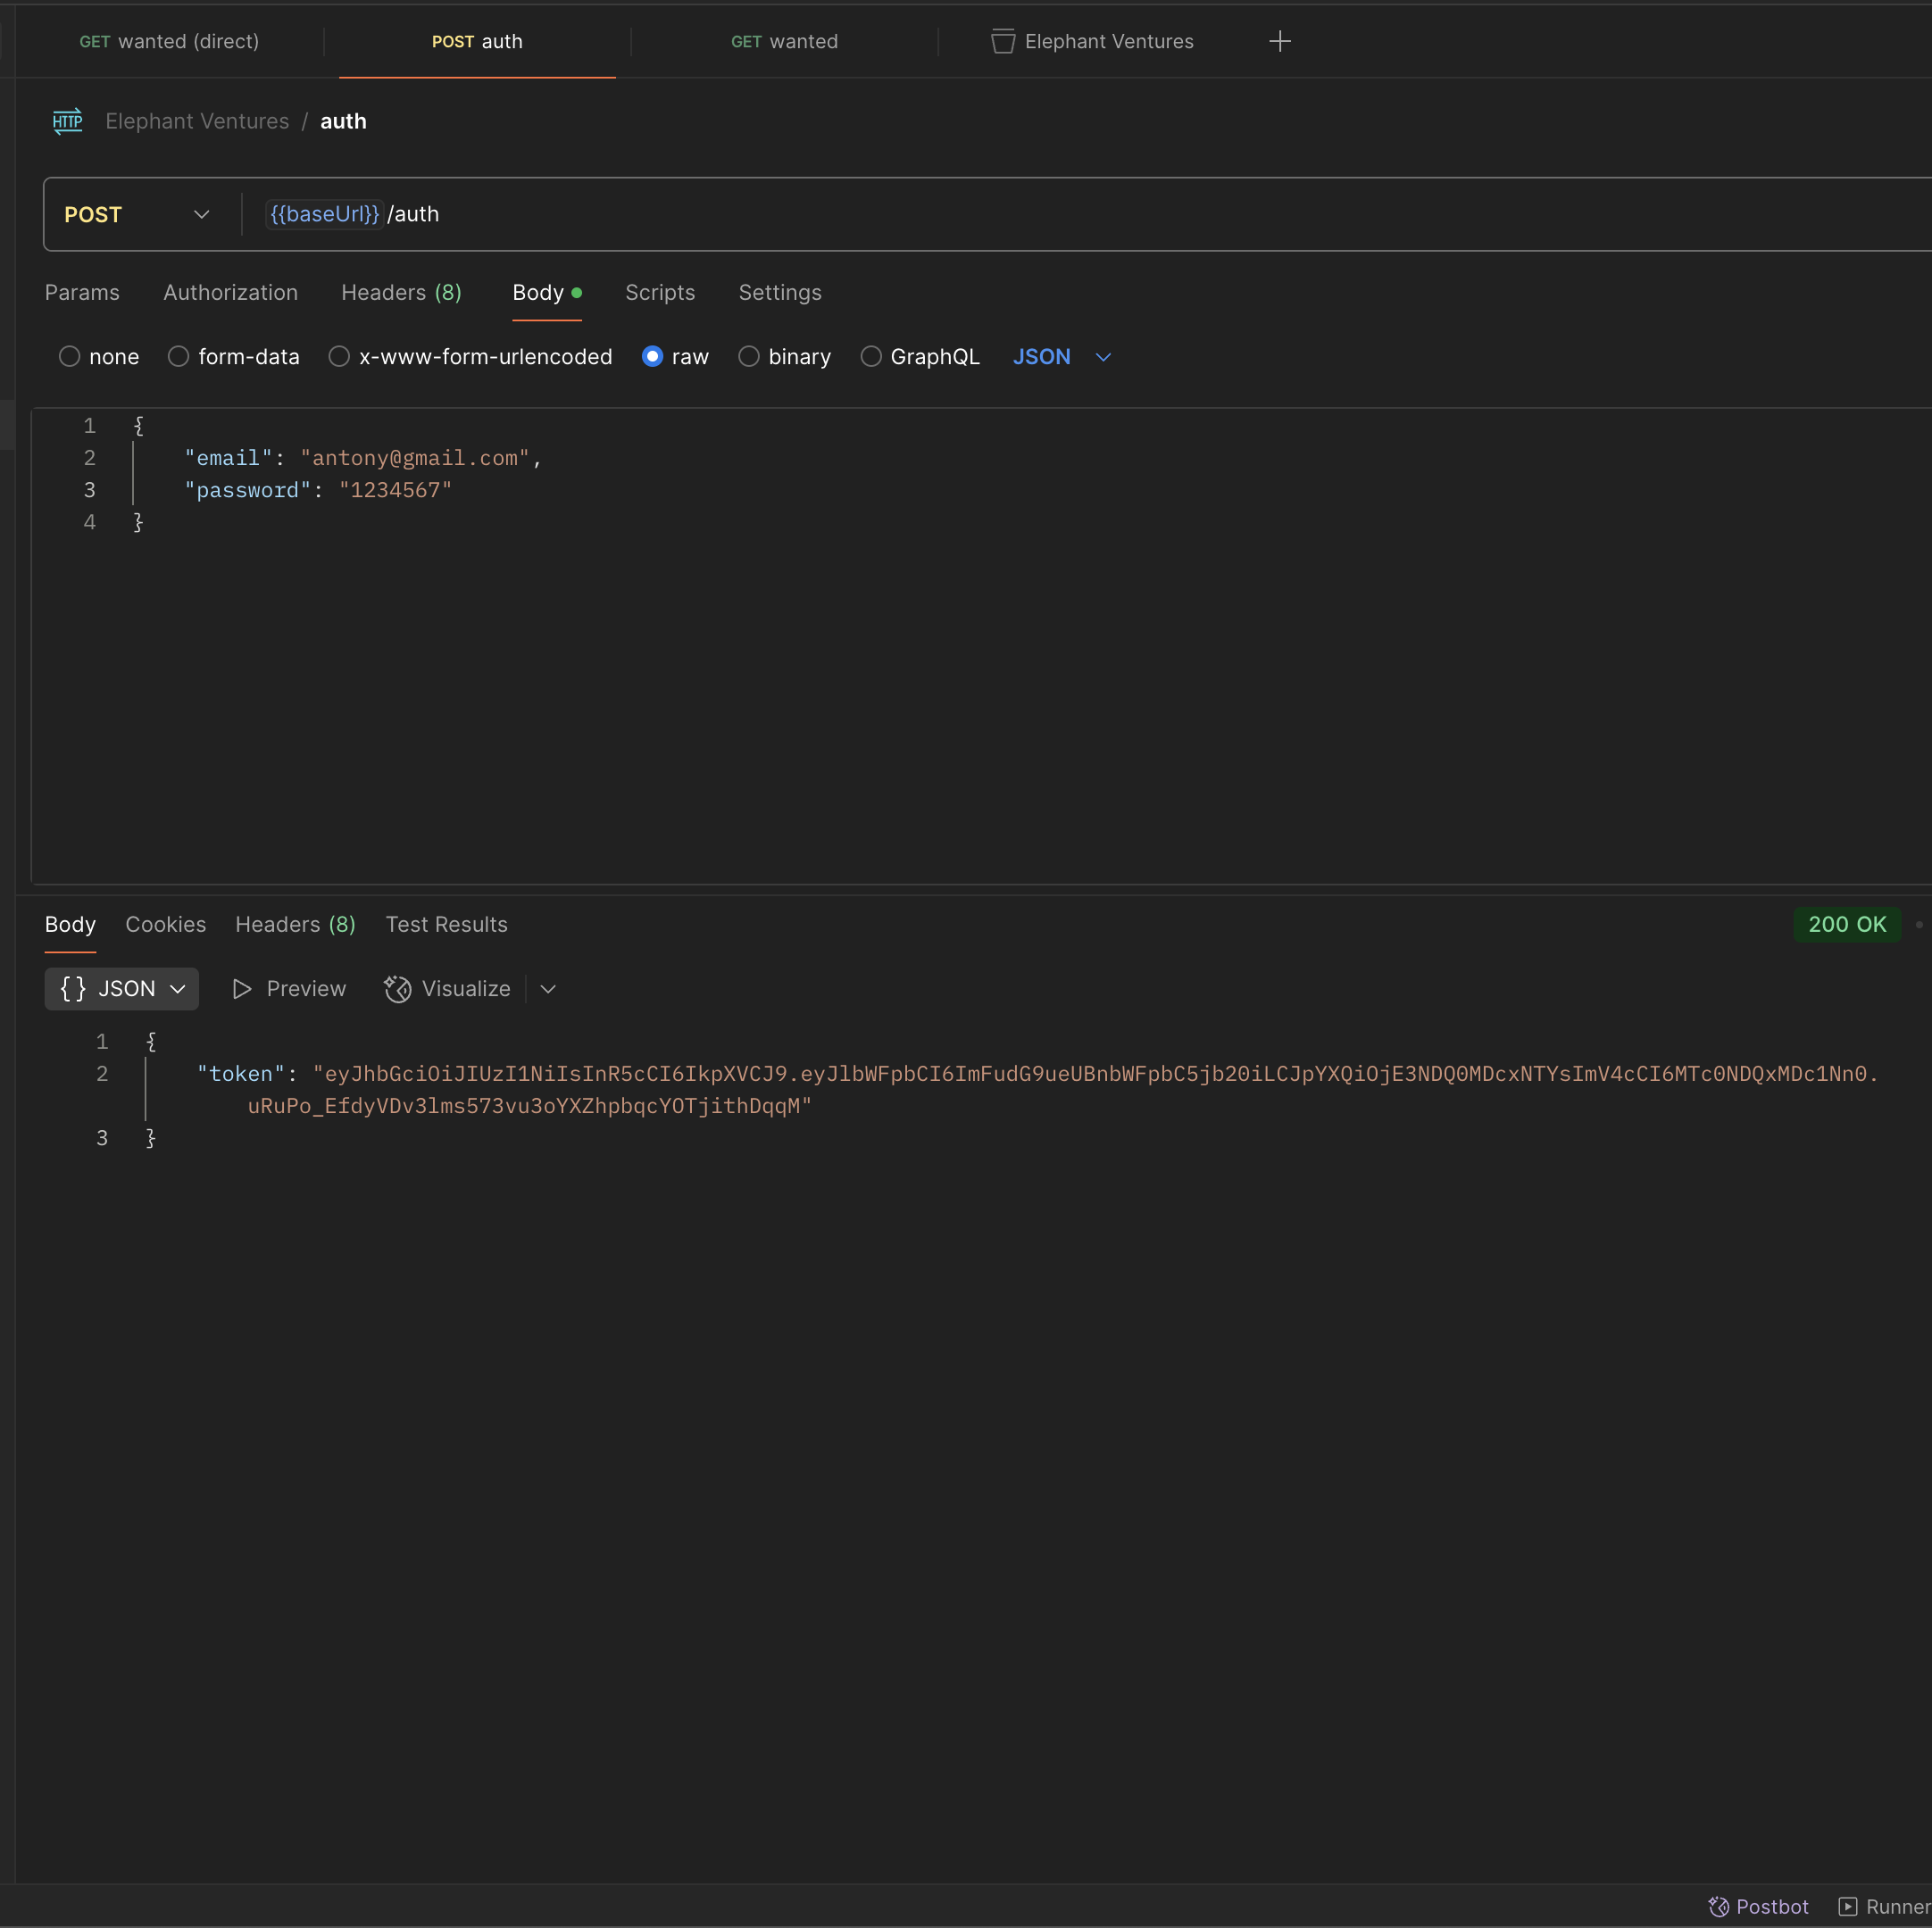 GET wanted (direct)
POST auth
GET wanted
Elephant Ventures
HTTP Elephant Ventures / auth
POST {{baseUrl}}/auth
Params Authorization Headers (8) Body Scripts Settings
none form-data x-www-form-urlencoded raw binary GraphQL JSON
1 {
2 "email": "antony@gmail.com",
3 "password": "1234567"
4 }
Body Cookies Headers (8) Test Results 200 OK
{} JSON Preview Visualize
1 {
2 "token": "eyJhbGciOiJIUzI1NiIsInR5cCI6IkpXVCJ9.eyJlbWFpbCI6ImFudG9ueUBnbWFpbC5jb20iLCJpYXQiOjE3NDQ0MDcxNTYsImV4cCI6MTc0NDQxMDc1Nn0.
uRuPo_EfdyVDv3lms573vu3oYXZhpbqcYOTjithDqqM"
3 }
Postbot Runner